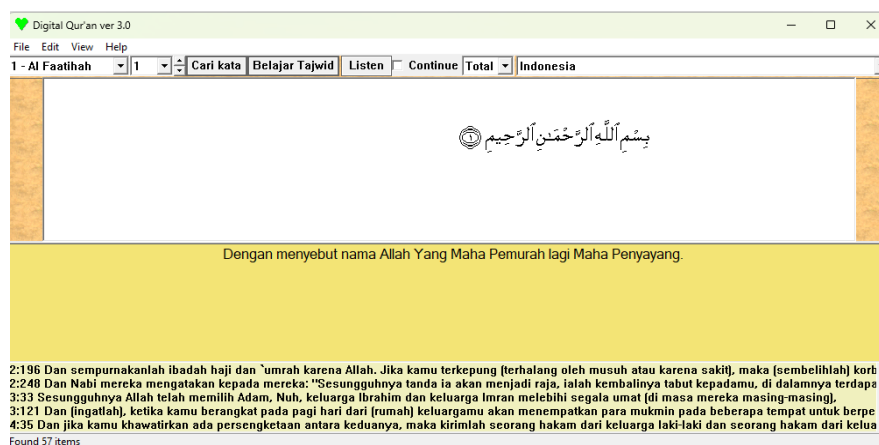 Digital Qur'an ver 3.0
File Edit View Help
1 - Al Faatihah 1 Cari kata Belajar Tajwid Listen Continue Total Indonesia
بِسْمِ ٱللَّهِ ٱلرَّحْمَـٰنِ ٱلرَّحِيمِ ۝١
Dengan menyebut nama Allah Yang Maha Pemurah lagi Maha Penyayang.
2:196 Dan sempurnakanlah ibadah haji dan `umrah karena Allah. Jika kamu terkepung (terhalang oleh musuh atau karena sakit), maka (sembelihlah) korb
2:248 Dan Nabi mereka mengatakan kepada mereka: "Sesungguhnya tanda ia akan menjadi raja, ialah kembalinya tabut kepadamu, di dalamnya terdapa
3:33 Sesungguhnya Allah telah memilih Adam, Nuh, keluarga Ibrahim dan keluarga Imran melebihi segala umat (di masa mereka masing-masing),
3:121 Dan (ingatlah), ketika kamu berangkat pada pagi hari dari (rumah) keluargamu akan menempatkan para mukmin pada beberapa tempat untuk berpe
4:35 Dan jika kamu khawatirkan ada persengketaan antara keduanya, maka kirimlah seorang hakam dari keluarga laki-laki dan seorang hakam dari kelua
Found 57 items